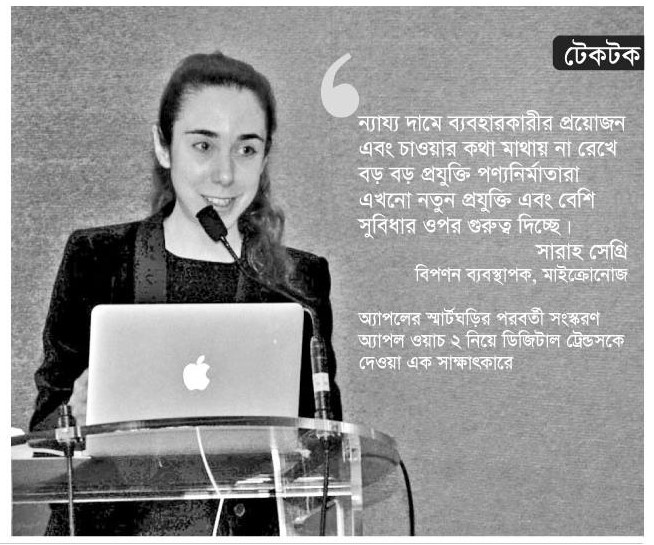 টেকটক
ন্যায্য দামে ব্যবহারকারীর প্রয়োজন
এবং চাওয়ার কথা মাথায় না রেখে
বড় বড় প্রযুক্তি পণ্যনির্মাতারা
এখনো নতুন প্রযুক্তি এবং বেশি
সুবিধার ওপর গুরুত্ব দিচ্ছে।
সারাহ সেগ্রি
বিপণন ব্যবস্থাপক, মাইক্রোনোজ
অ্যাপলের স্মার্টঘড়ির পরবর্তী সংস্করণ
অ্যাপল ওয়াচ ২ নিয়ে ডিজিটাল ট্রেন্ডসকে
দেওয়া এক সাক্ষাৎকারে